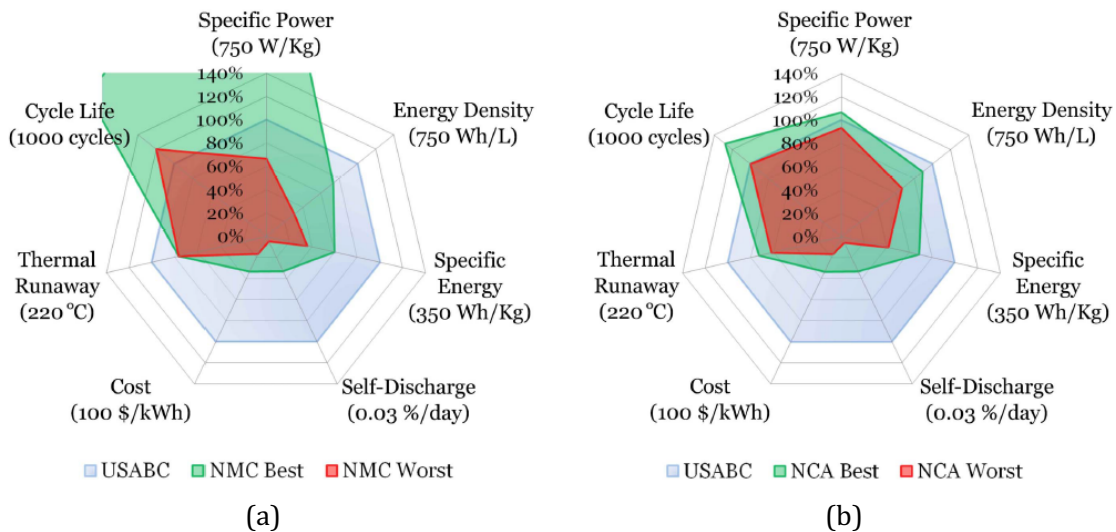 Specific Power
(750 W/Kg)
140%
120%
100%
80%
60%
40%
20%
0%
Energy Density
(750 Wh/L)
Specific
Energy
(350 Wh/Kg)
Self-Discharge
(0.03 %/day)
Cost
(100 $/kWh)
Thermal
Runaway
(220 °C)
Cycle Life
(1000 cycles)
USABC NMC Best NMC Worst
(a)
Specific Power
(750 W/Kg)
140%
120%
100%
80%
60%
40%
20%
0%
Energy Density
(750 Wh/L)
Specific
Energy
(350 Wh/Kg)
Self-Discharge
(0.03 %/day)
Cost
(100 $/kWh)
Thermal
Runaway
(220 °C)
Cycle Life
(1000 cycles)
USABC NCA Best NCA Worst
(b)